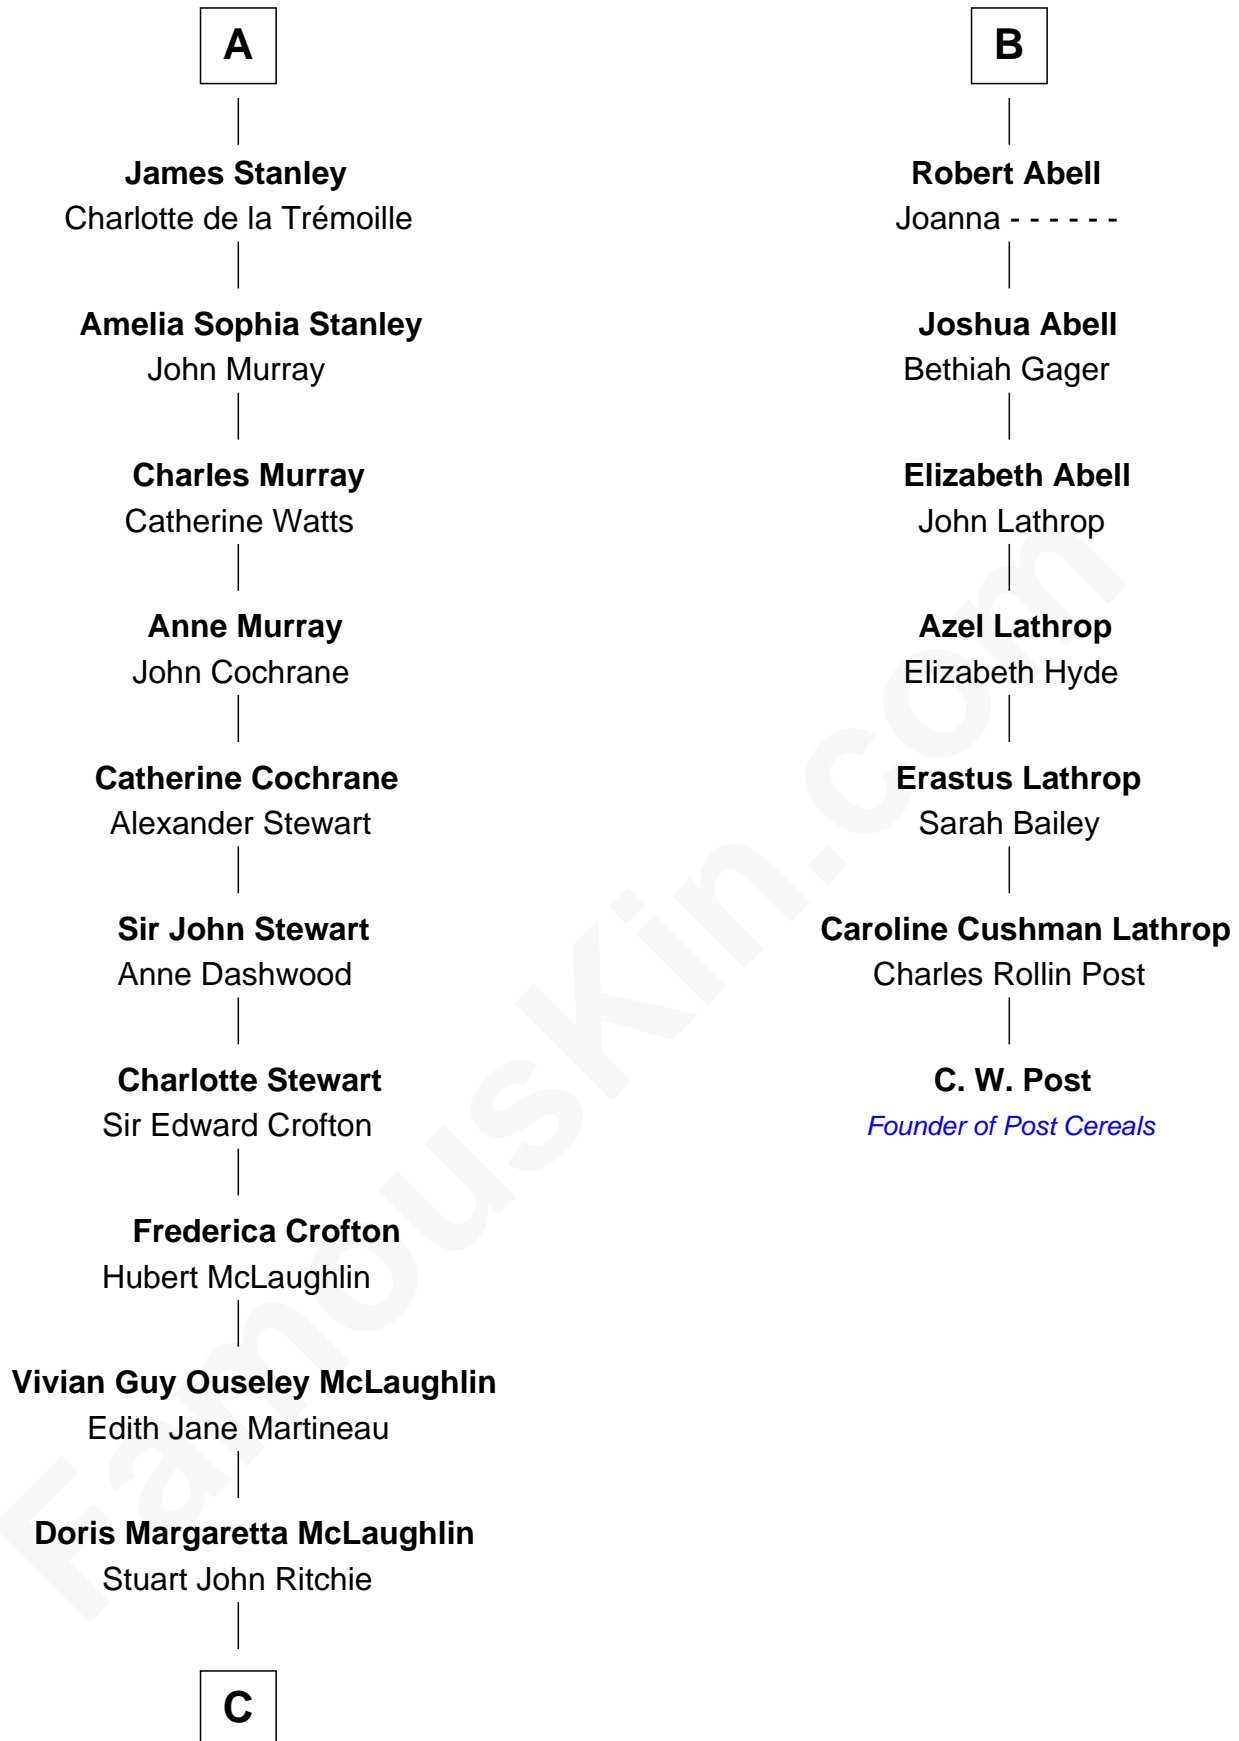 A
James Stanley
Charlotte de la Trémoille
Amelia Sophia Stanley
John Murray
Charles Murray
Catherine Watts
Anne Murray
John Cochrane
Catherine Cochrane
Alexander Stewart
Sir John Stewart
Anne Dashwood
Charlotte Stewart
Sir Edward Crofton
Frederica Crofton
Hubert McLaughlin
Vivian Guy Ouseley McLaughlin
Edith Jane Martineau
Doris Margaretta McLaughlin
Stuart John Ritchie
C
B
Robert Abell
Joanna - - - - - -
Joshua Abell
Bethiah Gager
Elizabeth Abell
John Lathrop
Azel Lathrop
Elizabeth Hyde
Erastus Lathrop
Sarah Bailey
Caroline Cushman Lathrop
Charles Rollin Post
C. W. Post
Founder of Post Cereals
FamousKin.com